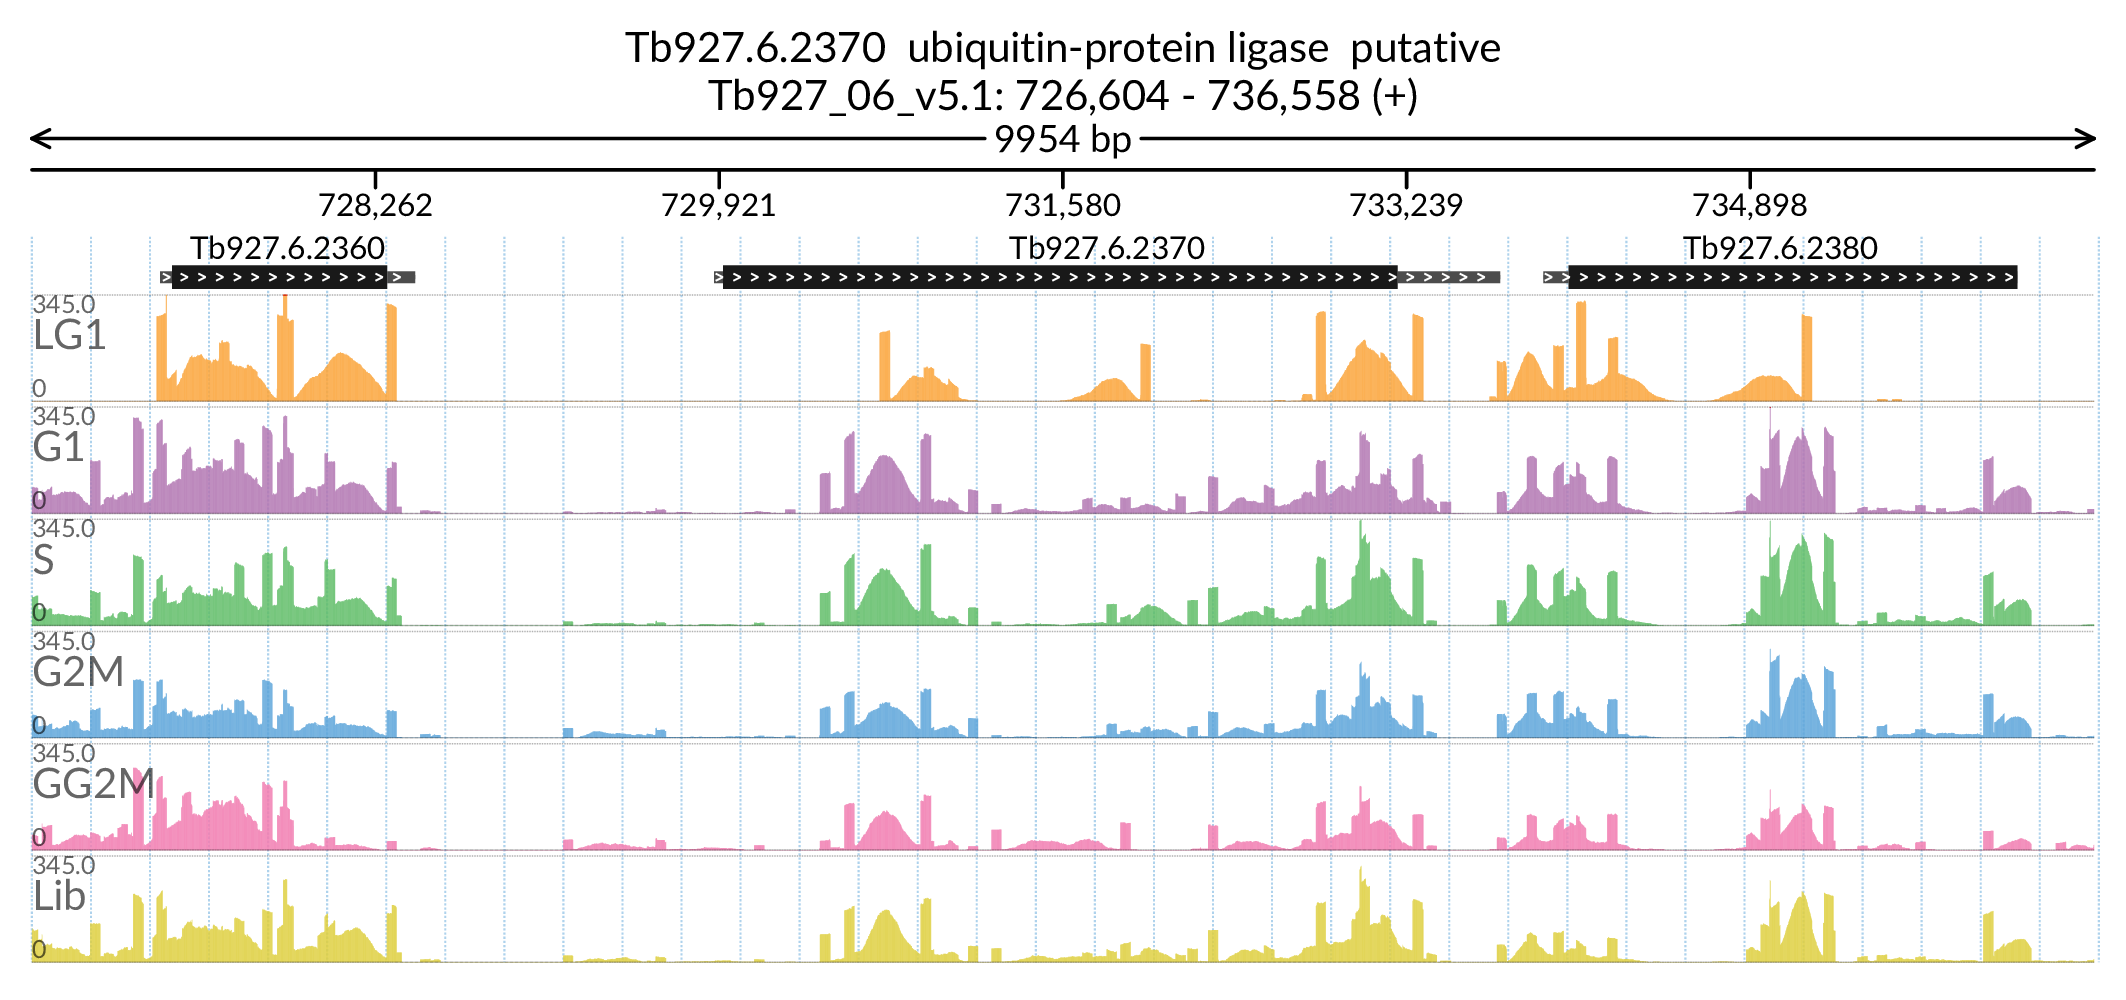 Tb927.6.2370 ubiquitin-protein ligase putative
Tb927_06_v5.1: 726,604 - 736,558 (+)
9954 bp
728,262 729,921 731,580 733,239 734,898
Tb927.6.2360 Tb927.6.2370 Tb927.6.2380
345.0
LG1
0
345.0
G1
0
345.0
S
0
345.0
G2M
0
345.0
GG2M
0
345.0
Lib
0